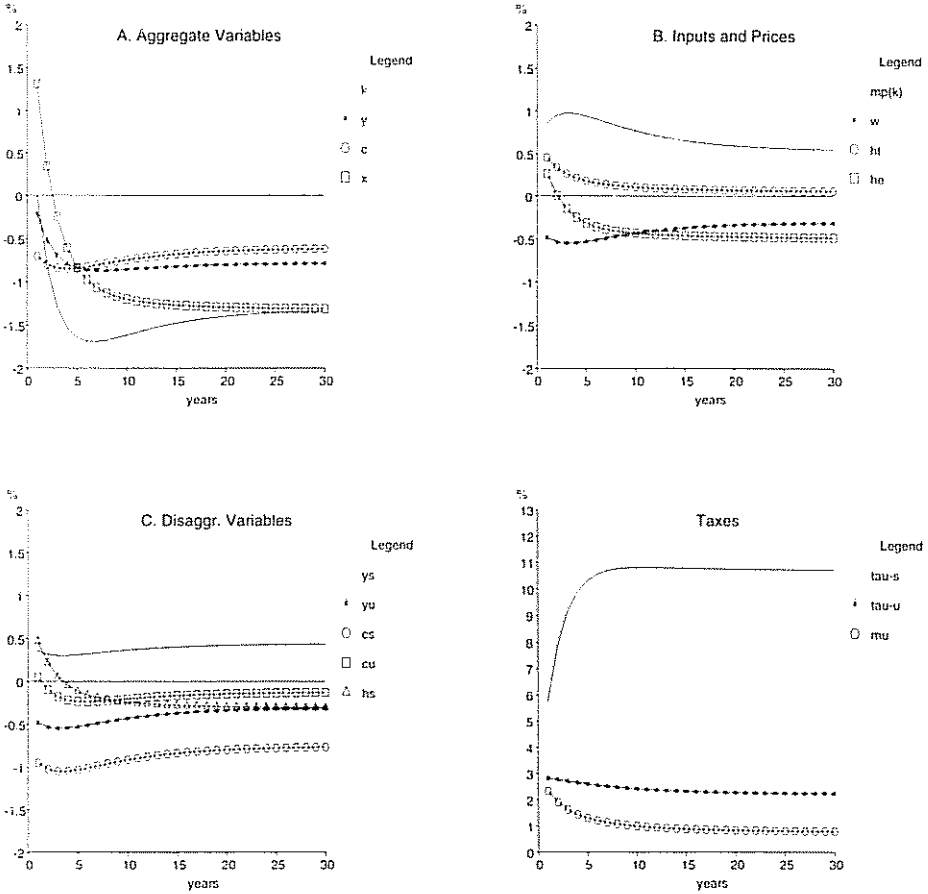 %
A. Aggregate Variables
Legend
k
y
c
x
2
1.5
1
0.5
0
-0.5
-1
-1.5
-2
0 5 10 15 20 25 30
years
%
B. Inputs and Prices
Legend
mp(k)
w
ht
he
2
1.5
1
0.5
0
-0.5
-1
-1.5
-2
0 5 10 15 20 25 30
years
%
C. Disaggr. Variables
Legend
ys
yu
cs
cu
hs
2
1.5
1
0.5
0
-0.5
-1
-1.5
-2
0 5 10 15 20 25 30
years
%
Taxes
Legend
tau-s
tau-u
mu
13
12
11
10
9
8
7
6
5
4
3
2
1
0
0 5 10 15 20 25 30
years